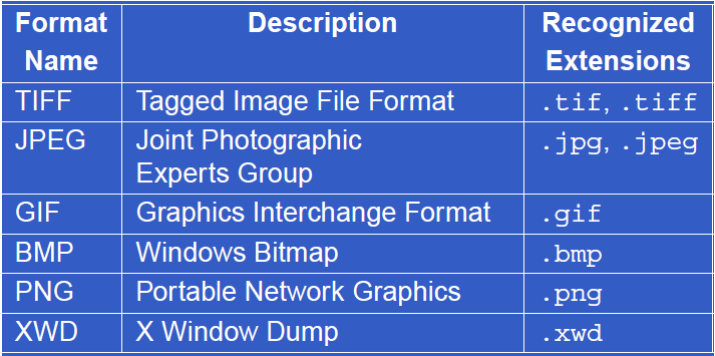 Format Name Description Recognized Extensions
TIFF Tagged Image File Format .tif, .tiff
JPEG Joint Photographic Experts Group .jpg, .jpeg
GIF Graphics Interchange Format .gif
BMP Windows Bitmap .bmp
PNG Portable Network Graphics .png
XWD X Window Dump .xwd